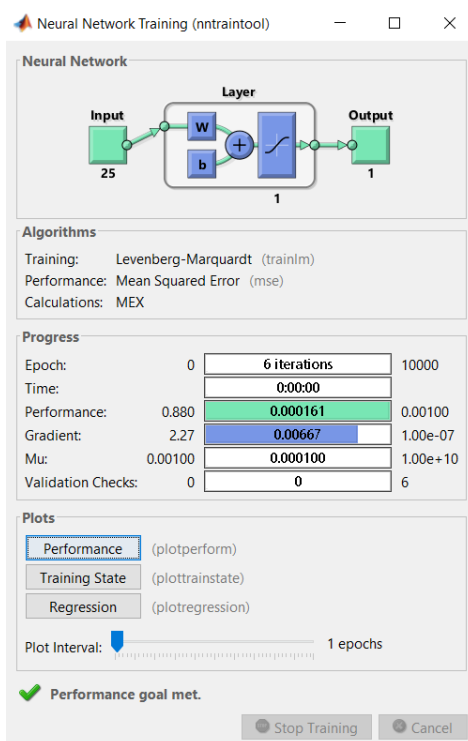 Neural Network Training (nntraintool)
Neural Network
Layer
Input
Output
W
b
+
25
1
1
Algorithms
Training: Levenberg-Marquardt (trainlm)
Performance: Mean Squared Error (mse)
Calculations: MEX
Progress
Epoch: 0 6 iterations 10000
Time: 0:00:00
Performance: 0.880 0.000161 0.00100
Gradient: 2.27 0.00667 1.00e-07
Mu: 0.00100 0.000100 1.00e+10
Validation Checks: 0 0 6
Plots
Performance (plotperform)
Training State (plottrainstate)
Regression (plotregression)
Plot Interval: 1 epochs
Performance goal met.
Stop Training Cancel